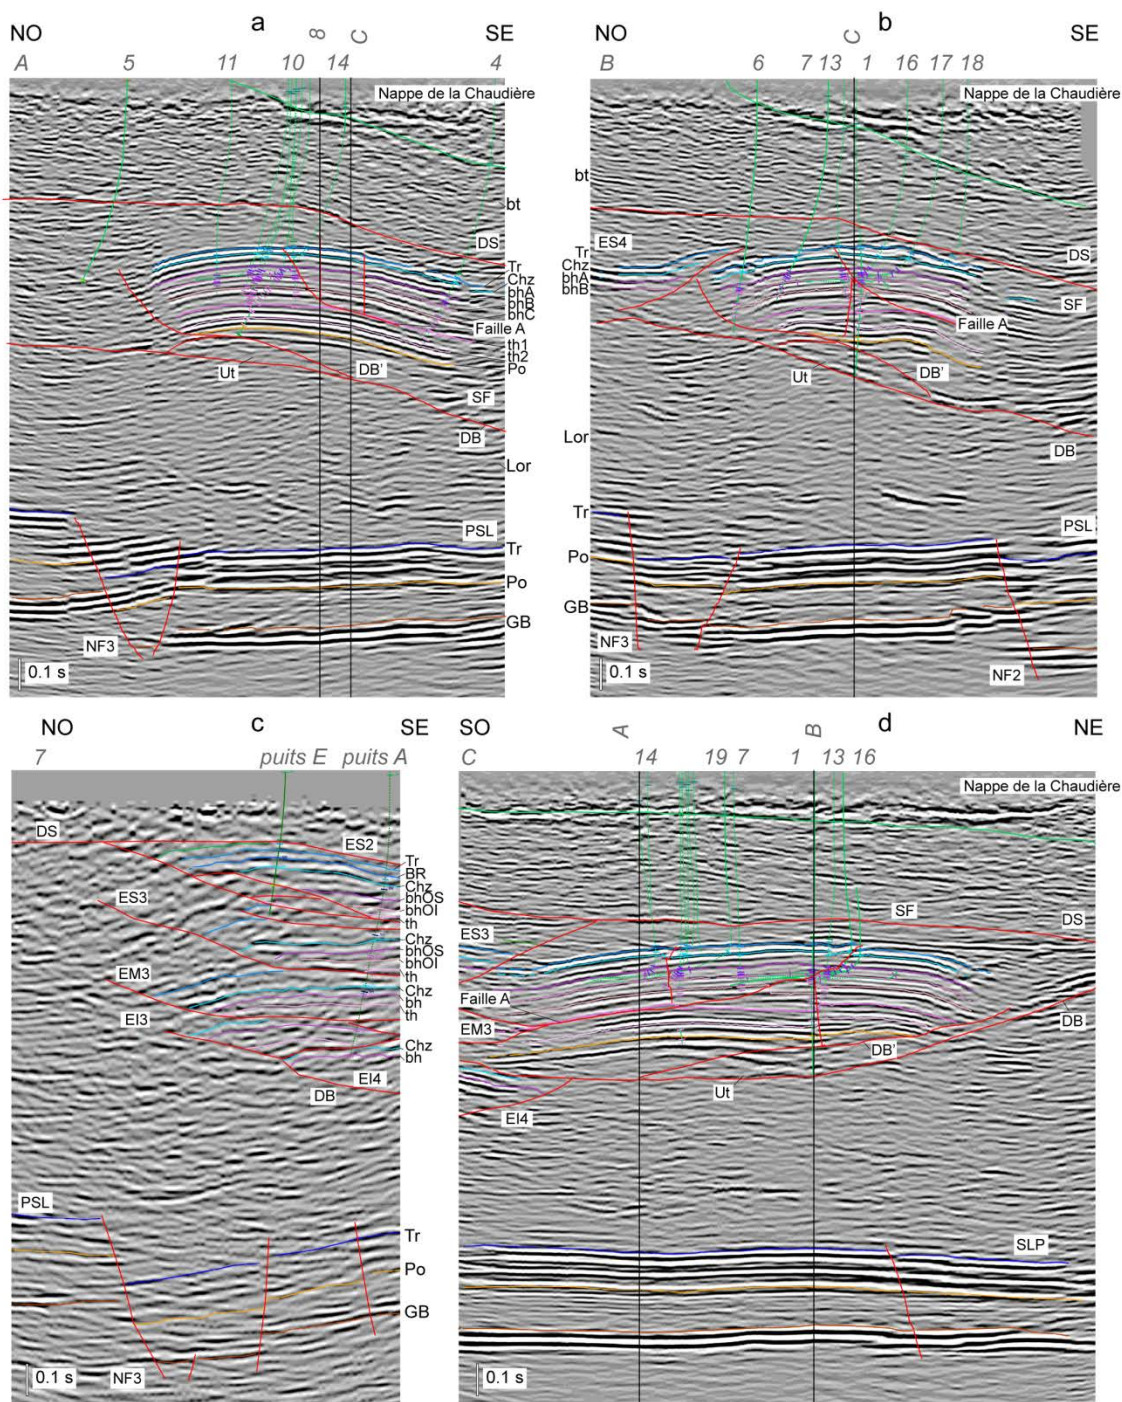 a
NO SE
A 5 11 10 8 14 C 4
Nappe de la Chaudière
bt
DS
Tr
Chz
bhA
bhB
bhC
Faille A
th1
th2
Po
Ut
DB'
SF
DB
Lor
PSL
Tr
Po
GB
NF3
0.1 s
b
NO SE
B 6 7 13 C 1 16 17 18
Nappe de la Chaudière
bt
ES4
Tr
Chz
bhA
bhB
DS
SF
Faille A
Ut
DB'
Lor
DB
Tr
PSL
Po
GB
NF3
NF2
0.1 s
c
NO SE
7 puits E puits A
DS
ES2
Tr
BR
Chz
bhOS
bhOI
th
ES3
Chz
bhOS
bhOI
th
EM3
Chz
bh
th
EI3
Chz
bh
EI4
DB
PSL
Tr
Po
GB
NF3
0.1 s
d
SO NE
C 14 A 19 7 1 B 13 16
Nappe de la Chaudière
SF
DS
ES3
Faille A
EM3
DB
DB'
Ut
EI4
SLP
0.1 s